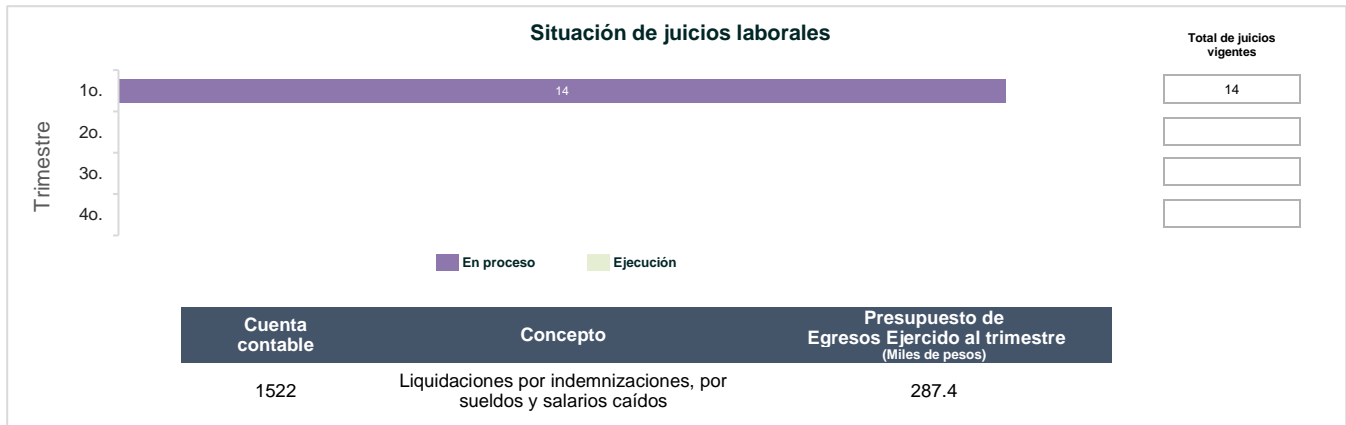 Situación de juicios laborales
Total de juicios
vigentes
Trimestre
1o.
14
14
2o.
3o.
4o.
En proceso
Ejecución
Cuenta
contable
Concepto
Presupuesto de
Egresos Ejercido al trimestre
(Miles de pesos)
1522
Liquidaciones por indemnizaciones, por
sueldos y salarios caídos
287.4